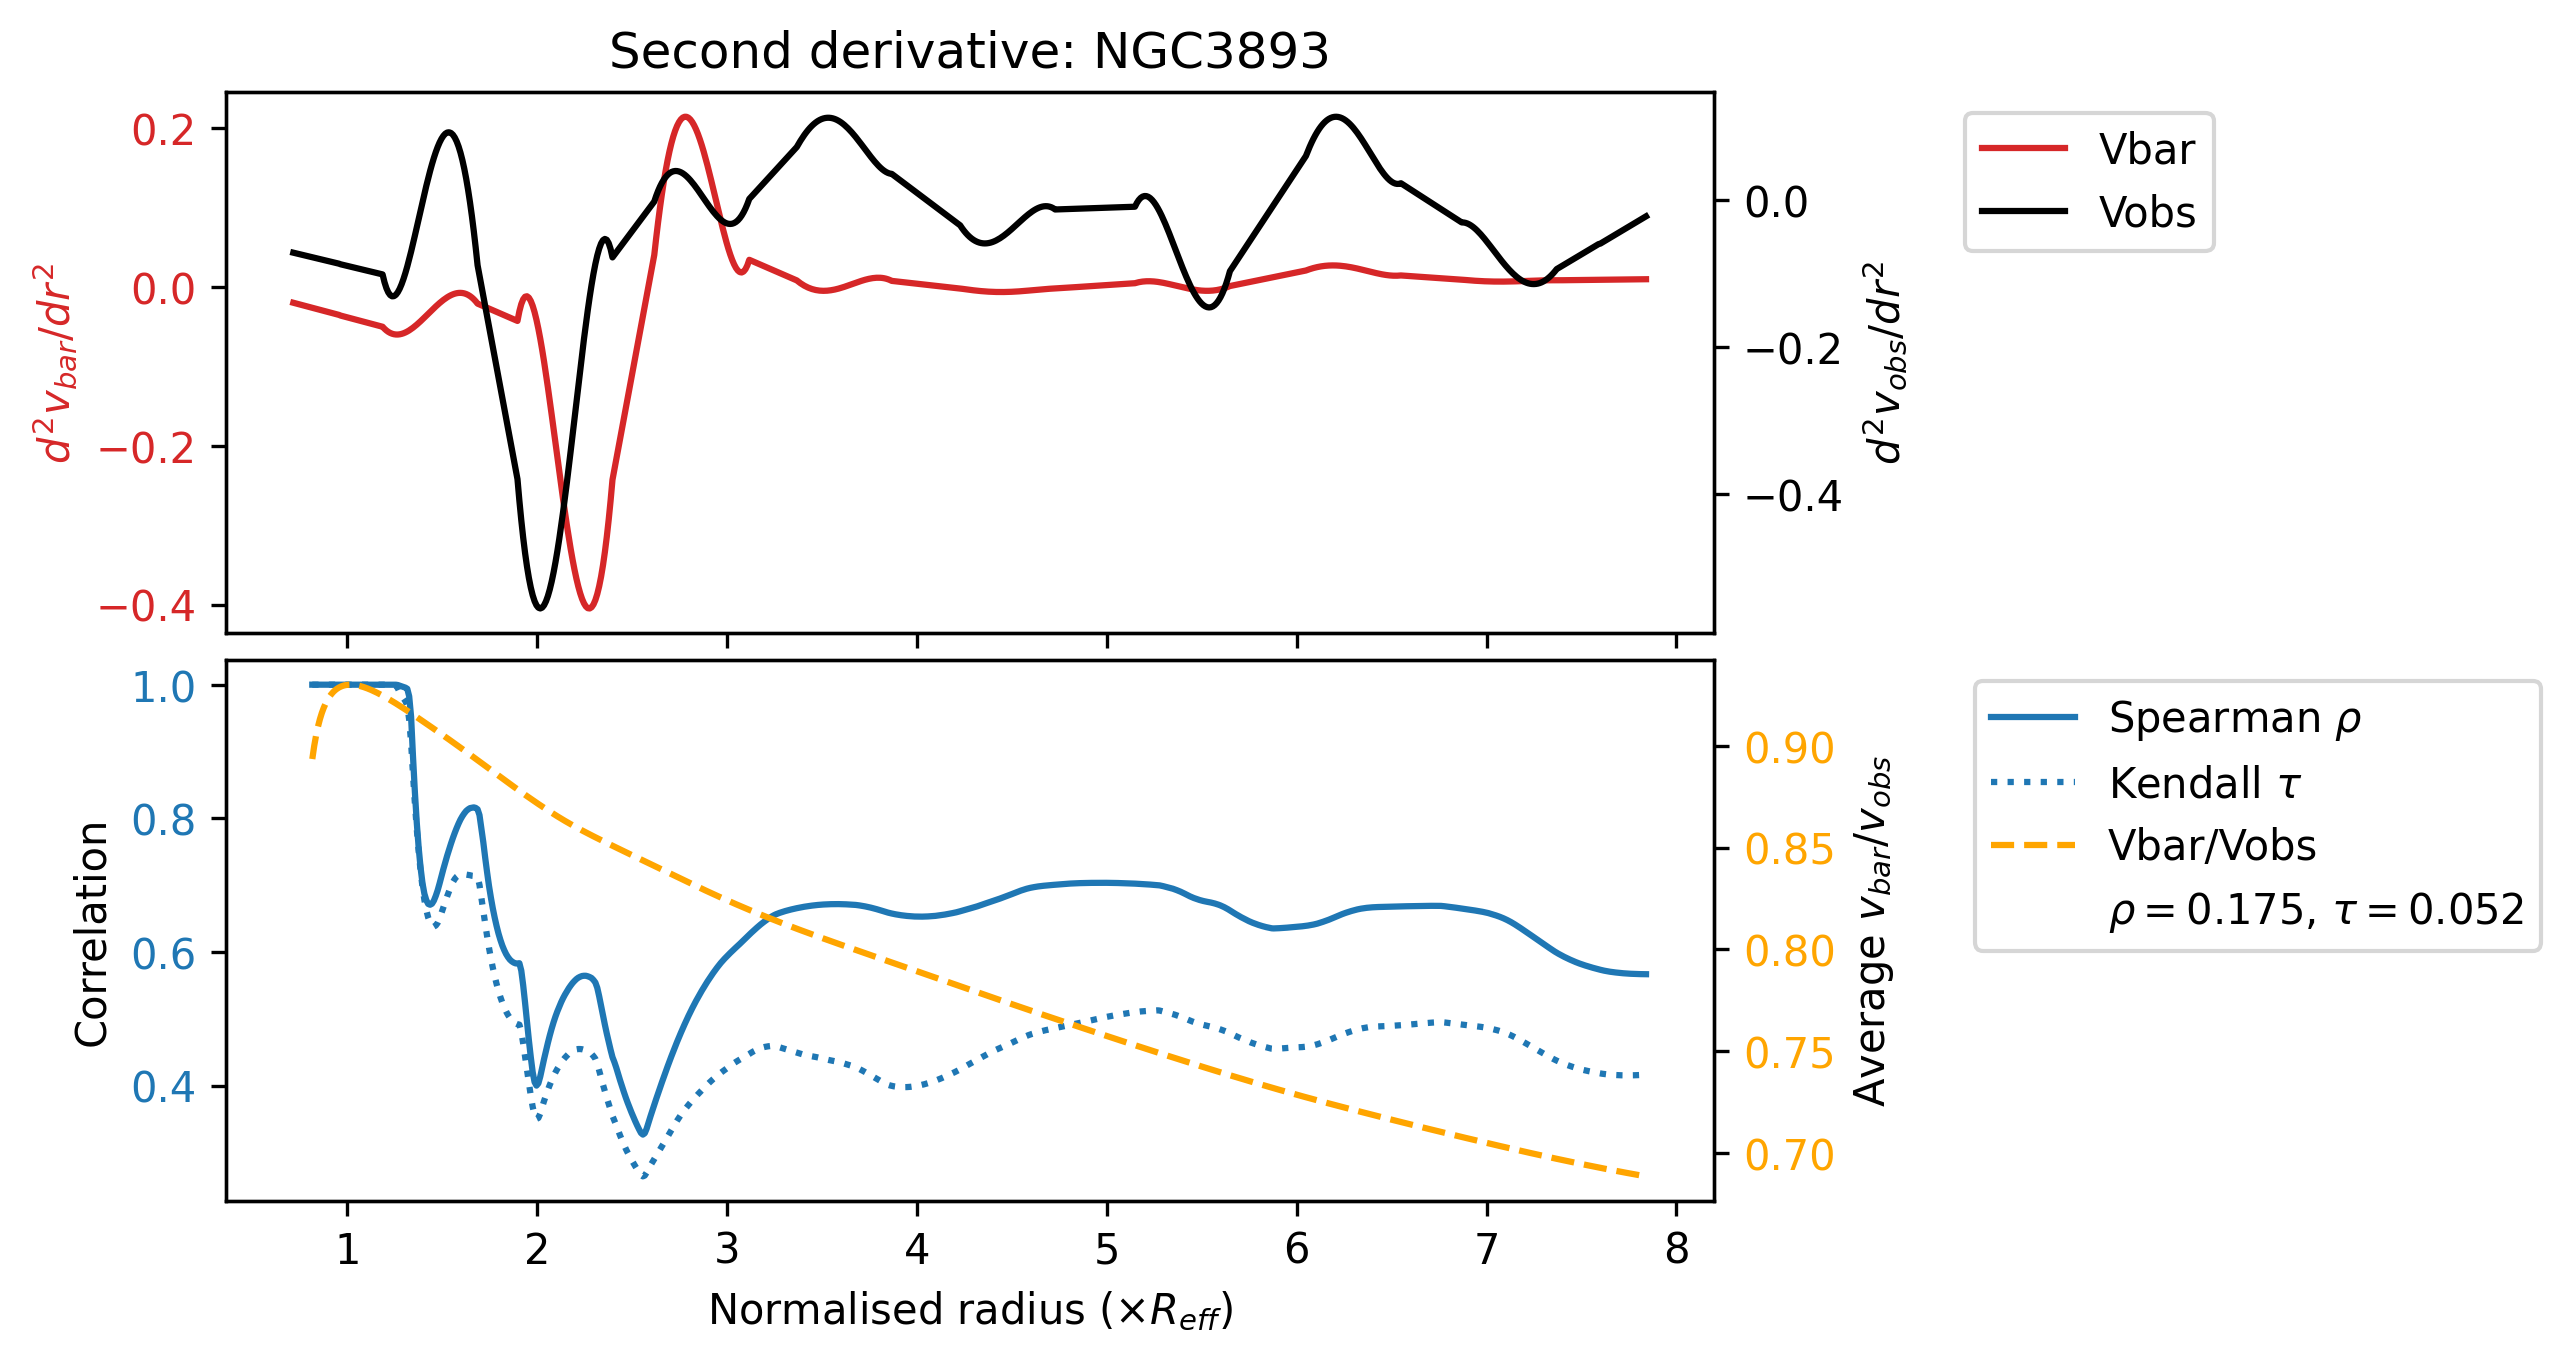 Second derivative: NGC3893
0.2
0.0
−0.2
−0.4
d²v_bar/dr²
0.0
−0.2
−0.4
d²v_obs/dr²
Vbar
Vobs
1.0
0.8
0.6
0.4
Correlation
0.90
0.85
0.80
0.75
0.70
Average v_bar/v_obs
Spearman ρ
Kendall τ
Vbar/Vobs
ρ = 0.175, τ = 0.052
1 2 3 4 5 6 7 8
Normalised radius (×R_eff)